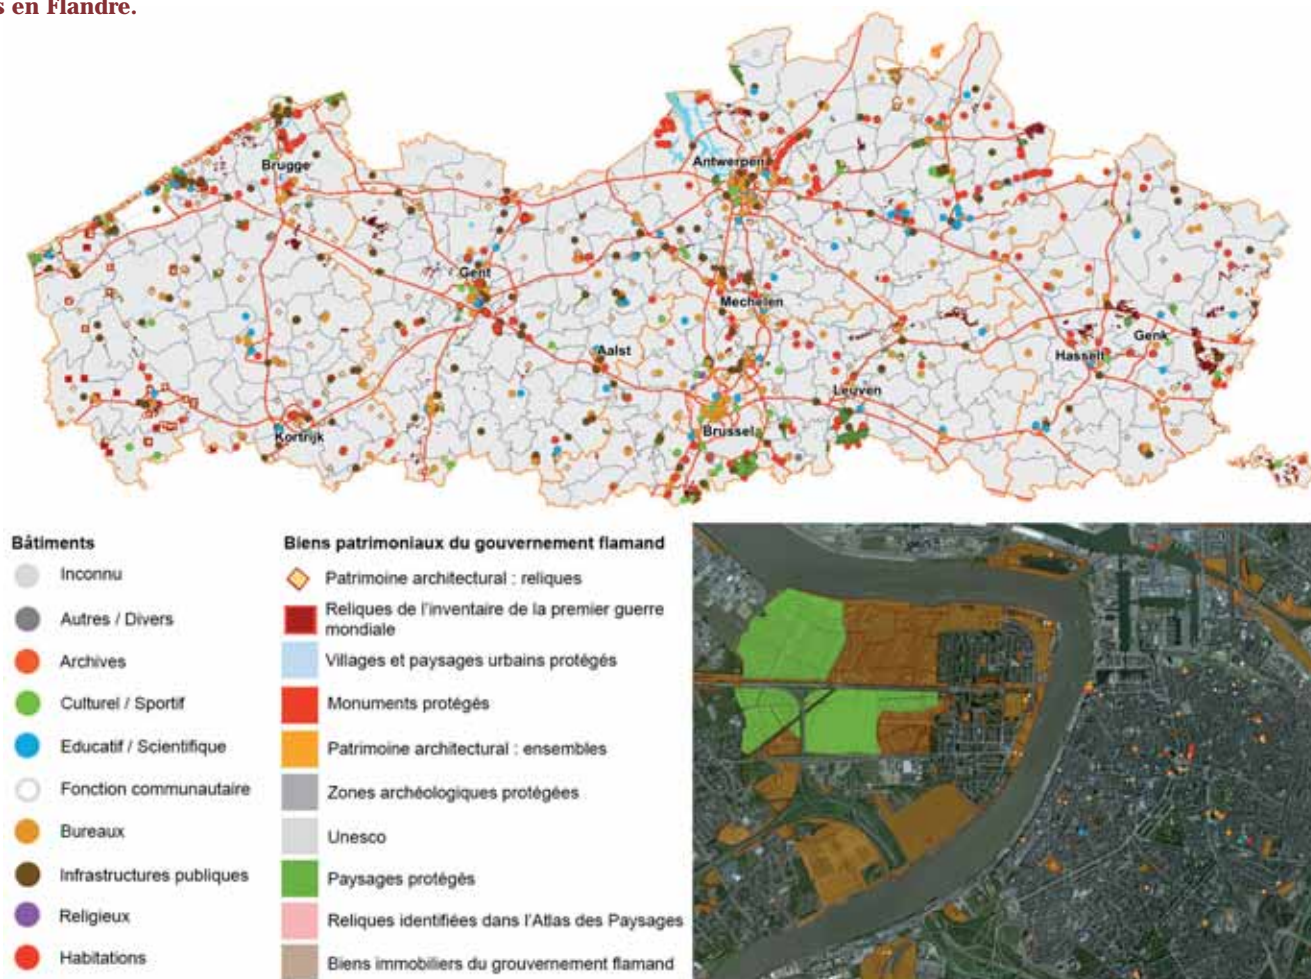 s en Flandre.
Brugge
Antwerpen
Gent
Mechelen
Aalst
Genk
Hasselt
Leuven
Brussel
Kortrijk
Bâtiments
Inconnu
Autres / Divers
Archives
Culturel / Sportif
Educatif / Scientifique
Fonction communautaire
Bureaux
Infrastructures publiques
Religieux
Habitations
Biens patrimoniaux du gouvernement flamand
Patrimoine architectural : reliques
Reliques de l'inventaire de la premier guerre
mondiale
Villages et paysages urbains protégés
Monuments protégés
Patrimoine architectural : ensembles
Zones archéologiques protégées
Unesco
Paysages protégés
Reliques identifiées dans l'Atlas des Paysages
Biens immobiliers du grouvernement flamand